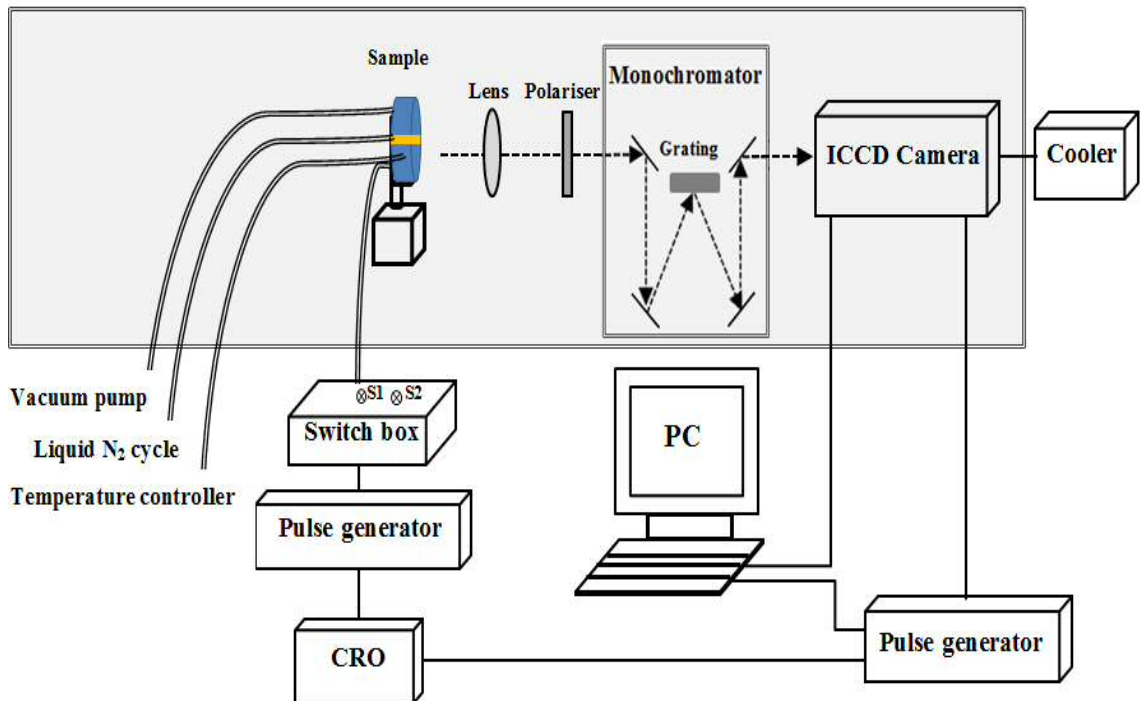 Sample
Lens
Polariser
Monochromator
Grating
ICCD Camera
Cooler
Vacuum pump
Liquid N₂ cycle
Temperature controller
⊗S1 ⊗S2
Switch box
Pulse generator
CRO
PC
Pulse generator